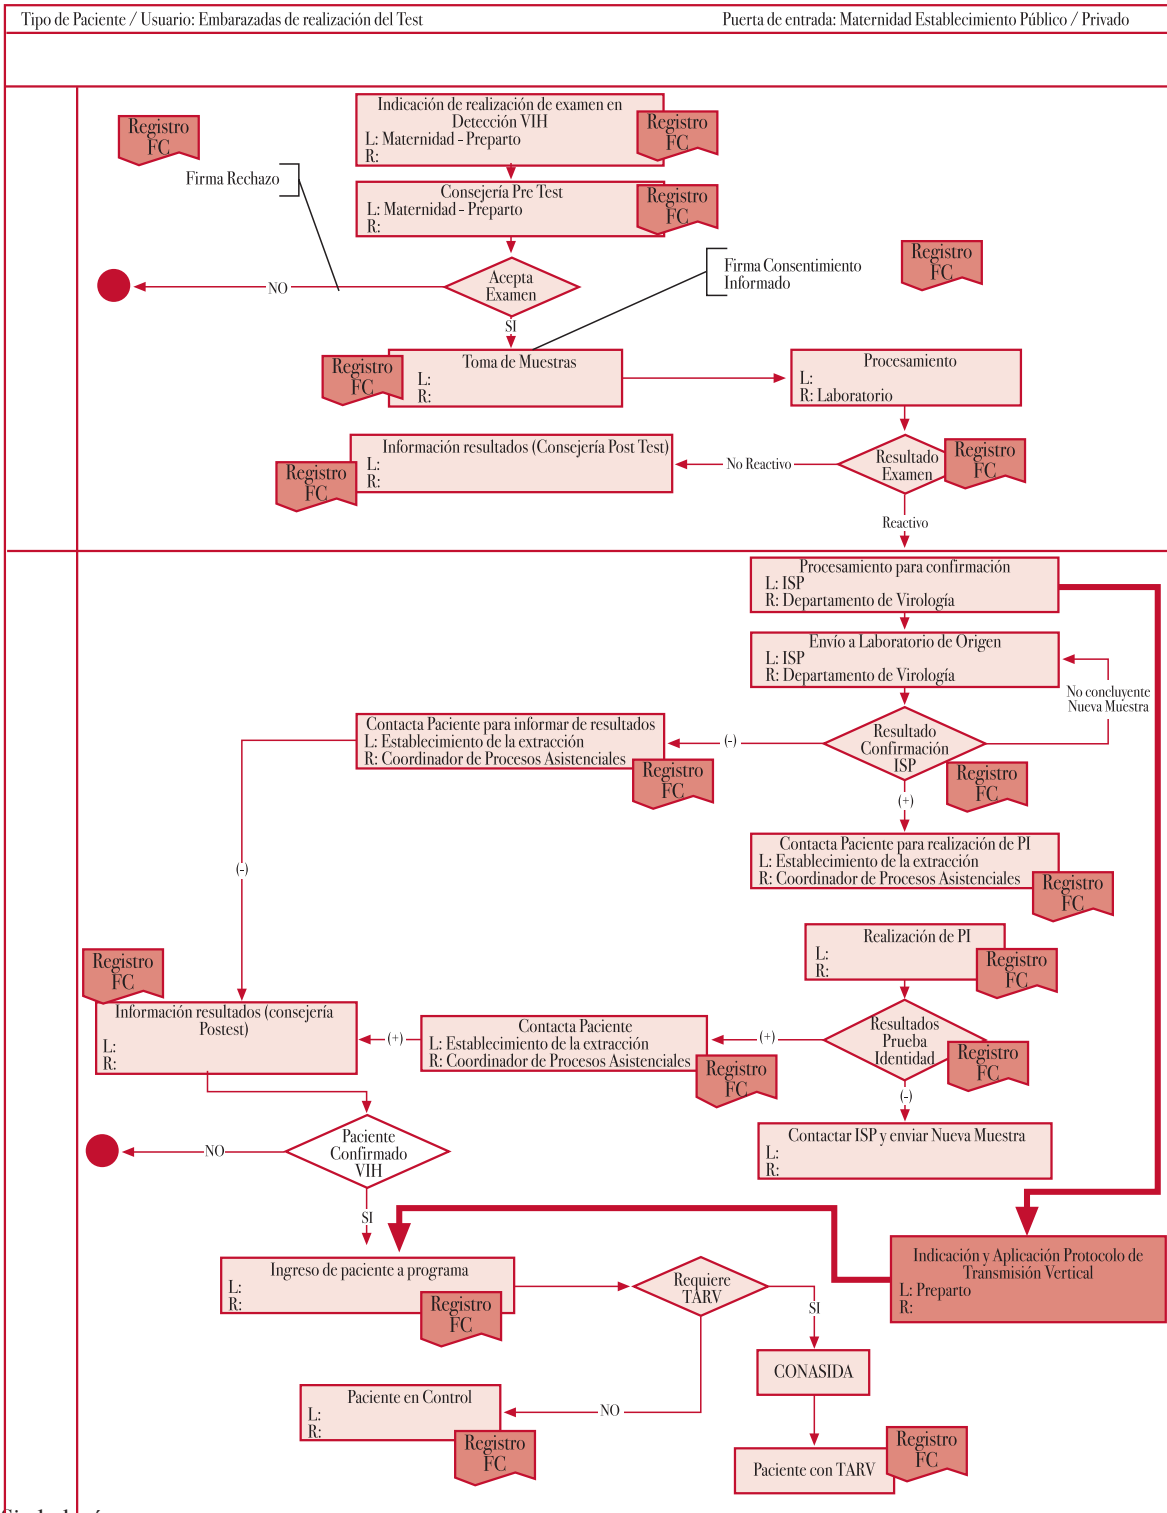 Tipo de Paciente / Usuario: Embarazadas de realización del Test
Puerta de entrada: Maternidad Establecimiento Público / Privado
Indicación de realización de examen en
Detección VIH
L: Maternidad - Preparto
R:
Registro
FC
Registro
FC
Firma Rechazo
Consejería Pre Test
L: Maternidad - Preparto
R:
Registro
FC
Acepta
Examen
NO
SI
Firma Consentimiento
Informado
Registro
FC
Toma de Muestras
L:
R:
Registro
FC
Procesamiento
L:
R: Laboratorio
Resultado
Examen
Registro
FC
No Reactivo
Información resultados (Consejería Post Test)
L:
R:
Registro
FC
Reactivo
Procesamiento para confirmación
L: ISP
R: Departamento de Virología
Envío a Laboratorio de Origen
L: ISP
R: Departamento de Virología
No concluyente
Nueva Muestra
Resultado
Confirmación
ISP
Registro
FC
(-)
Contacta Paciente para informar de resultados
L: Establecimiento de la extracción
R: Coordinador de Procesos Asistenciales
Registro
FC
(+)
Contacta Paciente para realización de PI
L: Establecimiento de la extracción
R: Coordinador de Procesos Asistenciales
Registro
FC
(-)
Realización de PI
L:
R:
Registro
FC
Resultados
Prueba
Identidad
Registro
FC
(+)
Contacta Paciente
L: Establecimiento de la extracción
R: Coordinador de Procesos Asistenciales
Registro
FC
(+)
Registro
FC
Información resultados (consejería
Postest)
L:
R:
(-)
Contactar ISP y enviar Nueva Muestra
L:
R:
Paciente
Confirmado
VIH
NO
SI
Ingreso de paciente a programa
L:
R:
Registro
FC
Requiere
TARV
Indicación y Aplicación Protocolo de
Transmisión Vertical
L: Preparto
R:
SI
CONASIDA
NO
Paciente en Control
L:
R:
Registro
FC
Paciente con TARV
Registro
FC